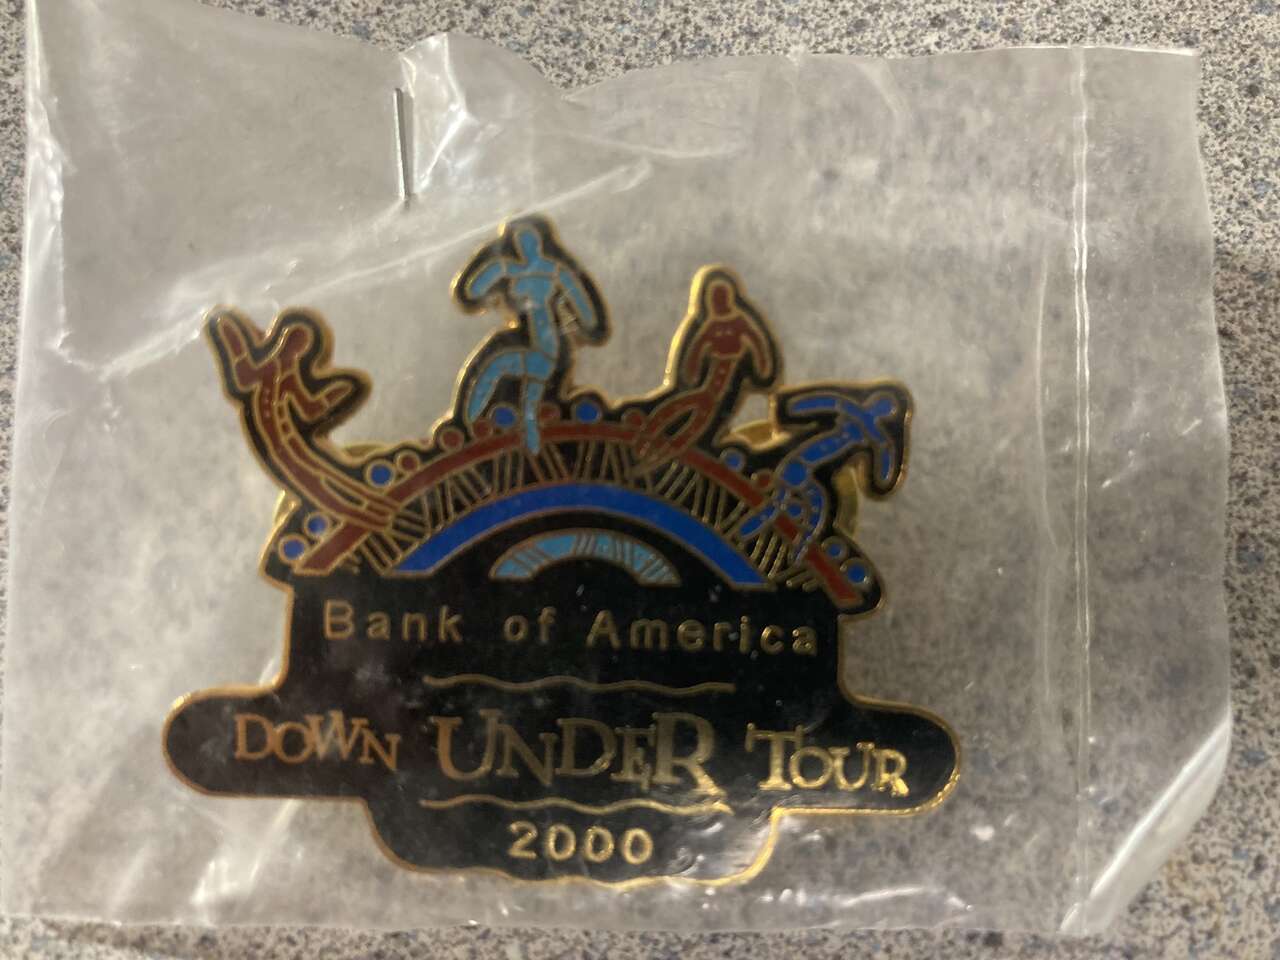 Bank of America
DOWN UNDER TOUR
2000